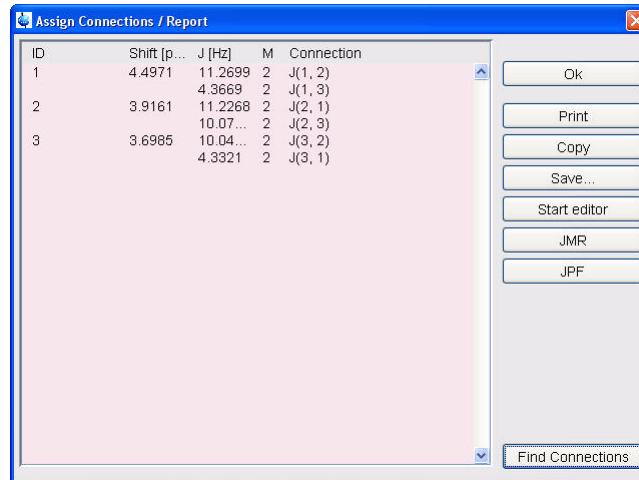 Assign Connections / Report
ID Shift [p... J [Hz] M Connection
1 4.4971 11.2699 2 J(1, 2)
4.3669 2 J(1, 3)
2 3.9161 11.2268 2 J(2, 1)
10.07... 2 J(2, 3)
3 3.6985 10.04... 2 J(3, 2)
4.3321 2 J(3, 1)
Ok
Print
Copy
Save...
Start editor
JMR
JPF
Find Connections